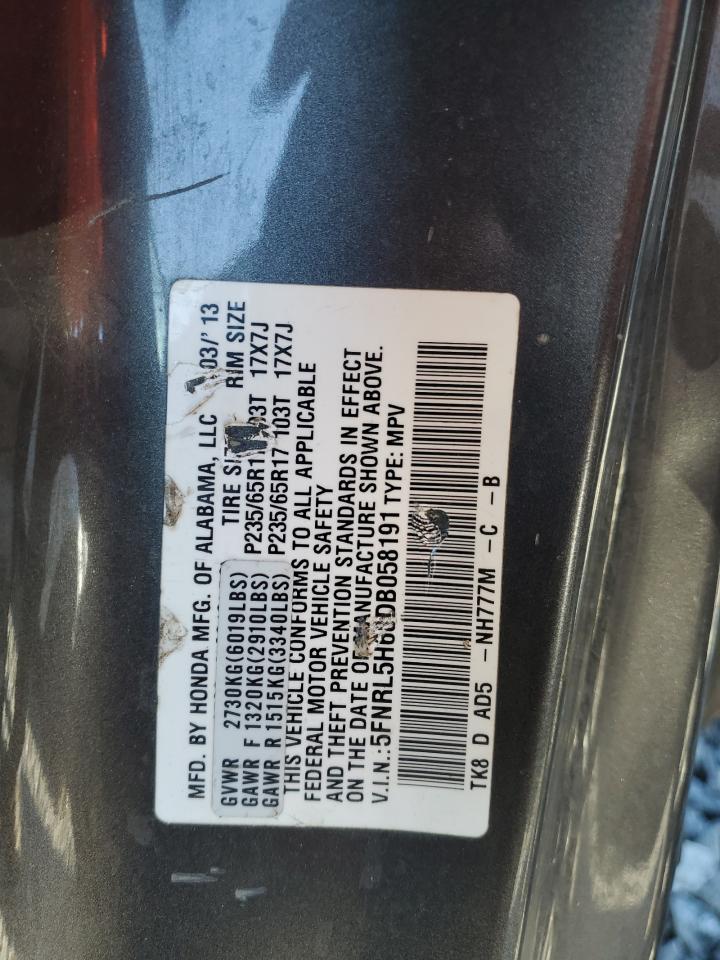 MFD. BY HONDA MFG. OF ALABAMA, LLC 03/' 13
GVWR 2730KG(6019LBS) TIRE RIM SIZE
GAWR F 1320KG(2910LBS) P235/65R1 103T 17X7J
GAWR R 1515KG(3340LBS) P235/65R17 103T 17X7J
THIS VEHICLE CONFORMS TO ALL APPLICABLE
FEDERAL MOTOR VEHICLE SAFETY
AND THEFT PREVENTION STANDARDS IN EFFECT
ON THE DATE OF MANUFACTURE SHOWN ABOVE.
V.I.N.: TYPE: MPV
TK8 D AD5 -NH777M -C -B